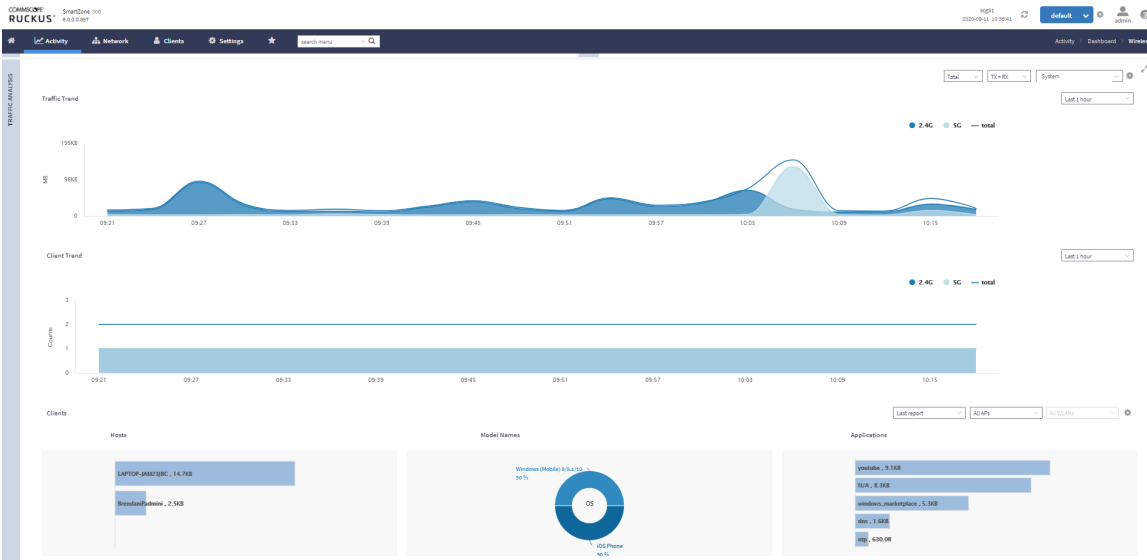 COMMSCOPE
RUCKUS
SmartZone 300
6.0.0.0.857
scgk1
2020-09-11 10:36:41
default
admin
Activity
Network
Clients
Settings
search menu
Activity
Dashboard
Wireless
TRAFFIC ANALYSIS
Total
TX + RX
System
Traffic Trend
Last 1 hour
2.4G
5G
total
195KB
98KB
0
MB
09:21
09:27
09:33
09:39
09:45
09:51
09:57
10:03
10:09
10:15
Client Trend
Last 1 hour
2.4G
5G
total
3
2
1
0
Counts
09:21
09:27
09:33
09:39
09:45
09:51
09:57
10:03
10:09
10:15
Clients
Last report
All APs
All WLANs
Hosts
Model Names
Applications
, 14.7KB
BrendaniPadmini , 2.5KB
Windows (Mobile) 8/8.1/10
50 %
OS
iOS Phone
50 %
youtube , 9.1KB
N/A , 8.3KB
windows_marketplace , 5.3KB
dns , 1.6KB
, 630.0B